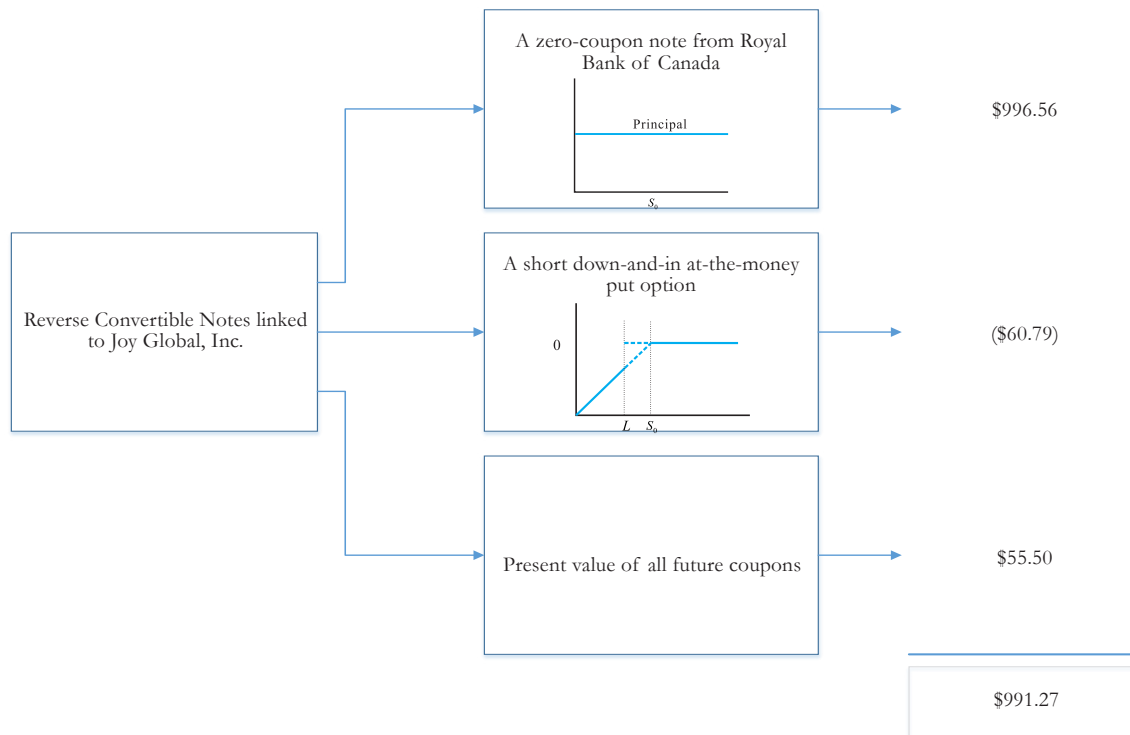 A zero-coupon note from Royal
Bank of Canada
Principal
S₀
$996.56
Reverse Convertible Notes linked
to Joy Global, Inc.
A short down-and-in at-the-money
put option
0
L S₀
($60.79)
Present value of all future coupons
$55.50
$991.27